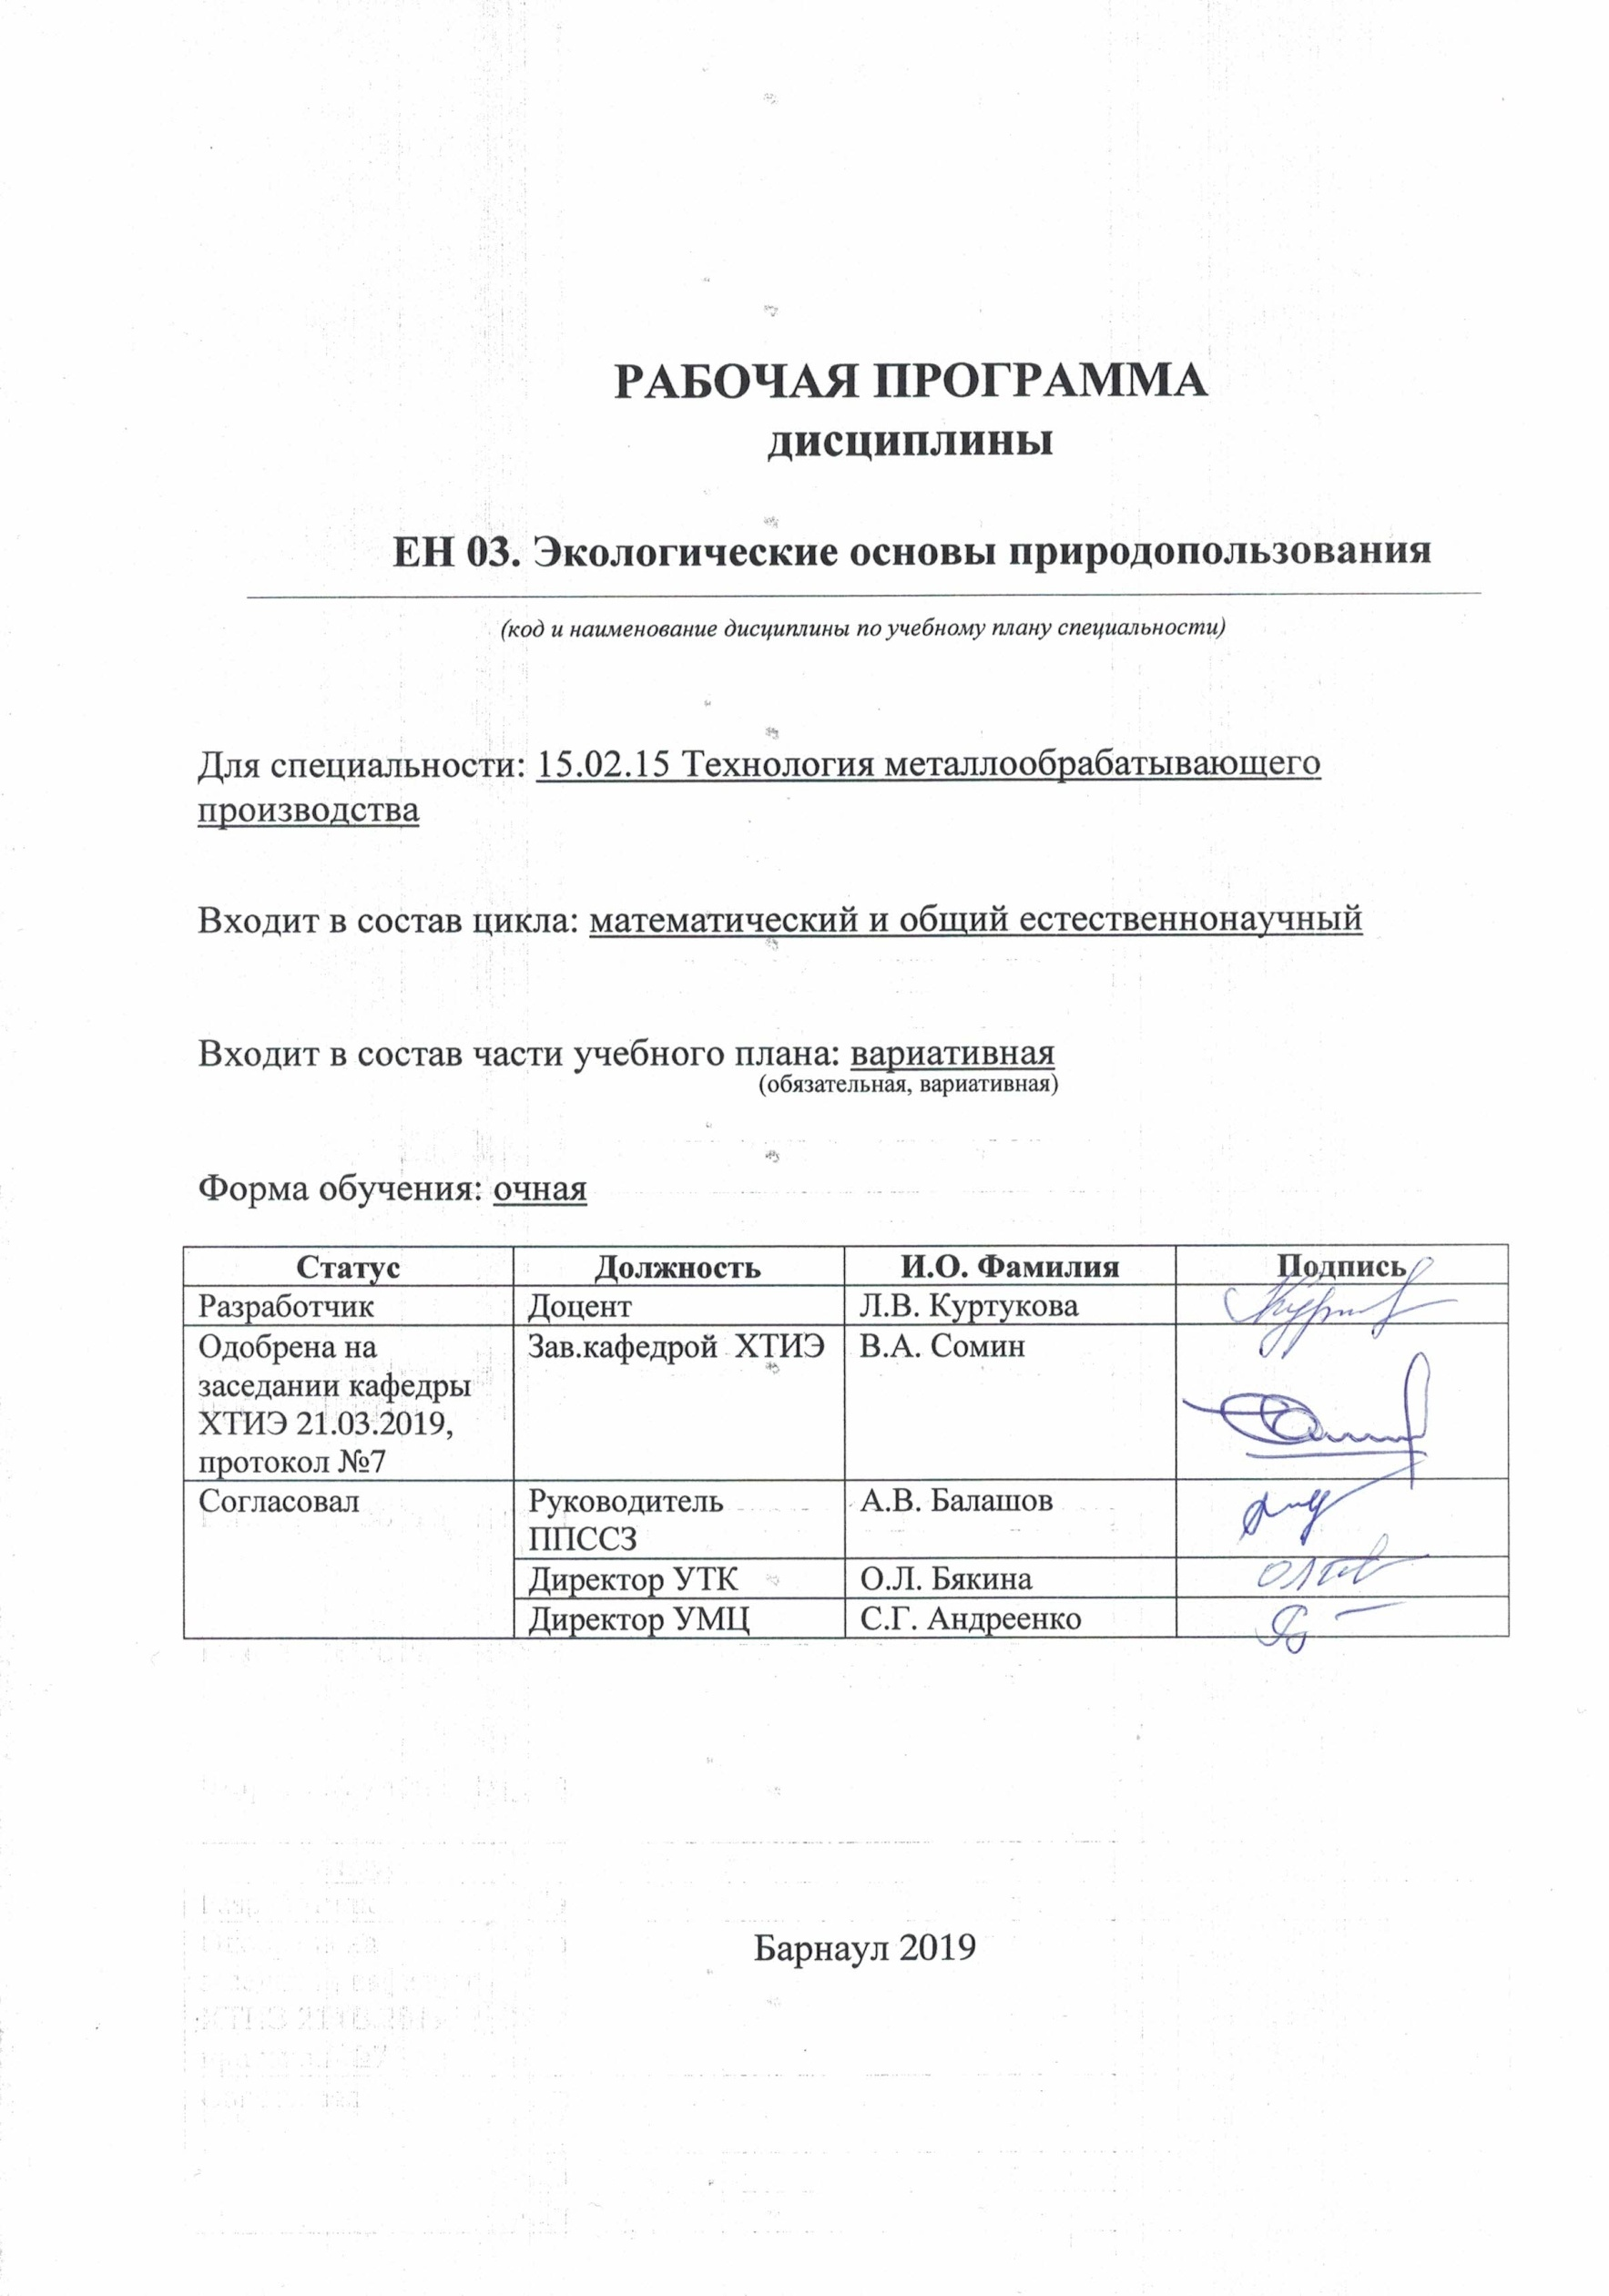 РАБОЧАЯ ПРОГРАММА
дисциплины
ЕН 03. Экологические основы природопользования
(код и наименование дисциплины по учебному плану специальности)
Для специальности: 15.02.15 Технология металлообрабатывающего
производства
Входит в состав цикла: математический и общий естественнонаучный
Входит в состав части учебного плана: вариативная
(обязательная, вариативная)
Форма обучения: очная
Статус Должность И.О. Фамилия Подпись
Разработчик Доцент Л.В. Куртукова
Одобрена на Зав.кафедрой ХТИЭ В.А. Сомин
заседании кафедры
ХТИЭ 21.03.2019,
протокол №7
Согласовал Руководитель А.В. Балашов
ППССЗ
Директор УТК О.Л. Бякина
Директор УМЦ С.Г. Андреенко
Барнаул 2019